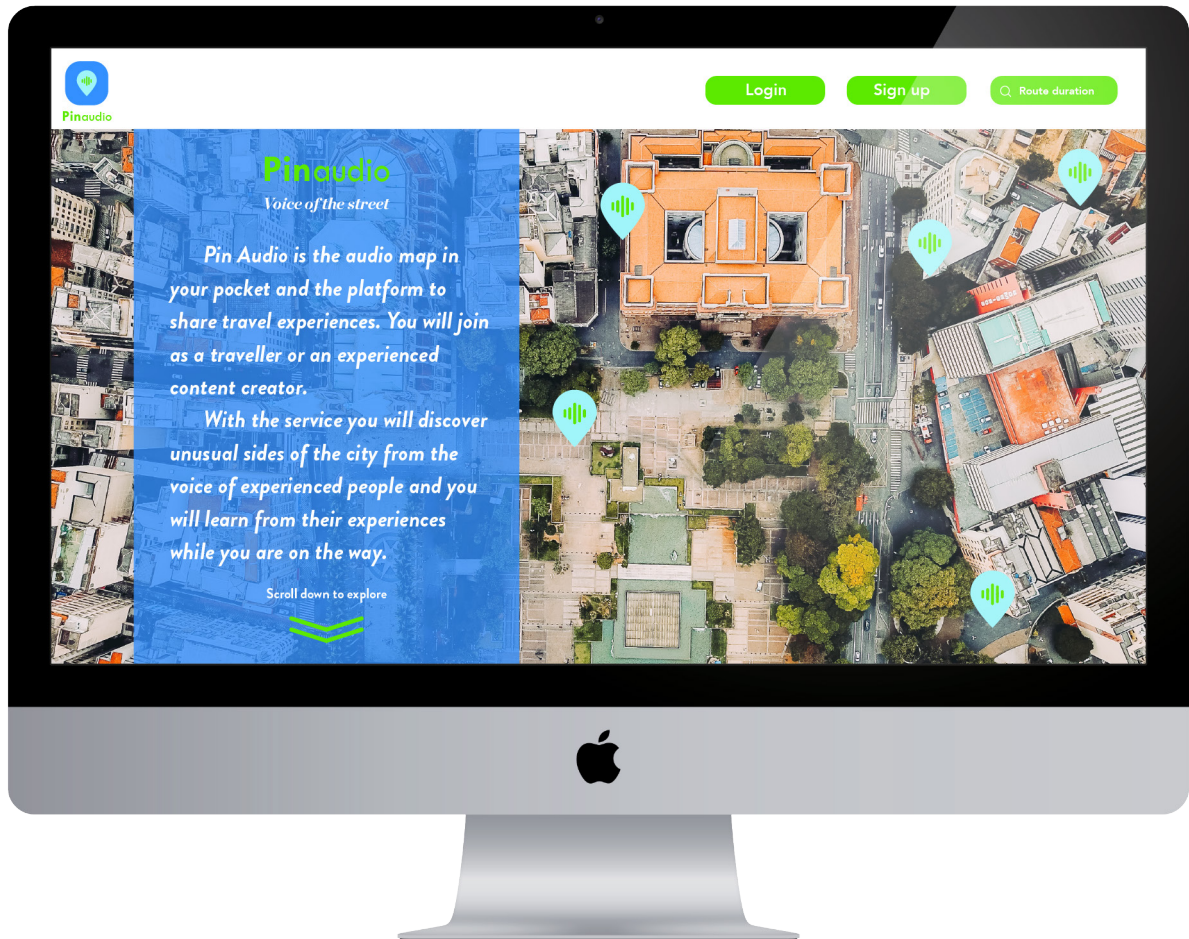 Pinaudio
Login
Sign up
Route duration
Pinaudio
Voice of the street
Pin Audio is the audio map in
your pocket and the platform to
share travel experiences. You will join
as a traveller or an experienced
content creator.
With the service you will discover
unusual sides of the city from the
voice of experienced people and you
will learn from their experiences
while you are on the way.
Scroll down to explore